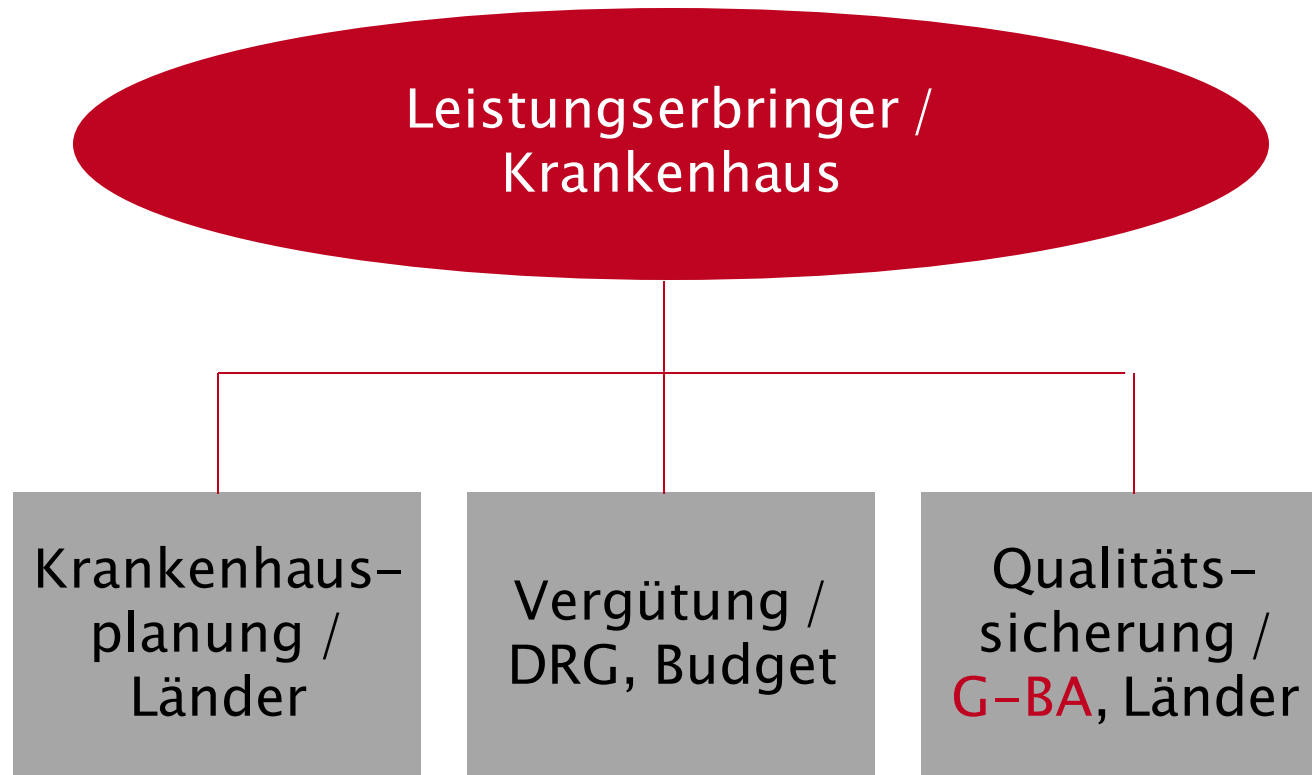 Leistungserbringer /
Krankenhaus
Krankenhaus-
planung /
Länder
Vergütung /
DRG, Budget
Qualitäts-
sicherung /
G-BA, Länder